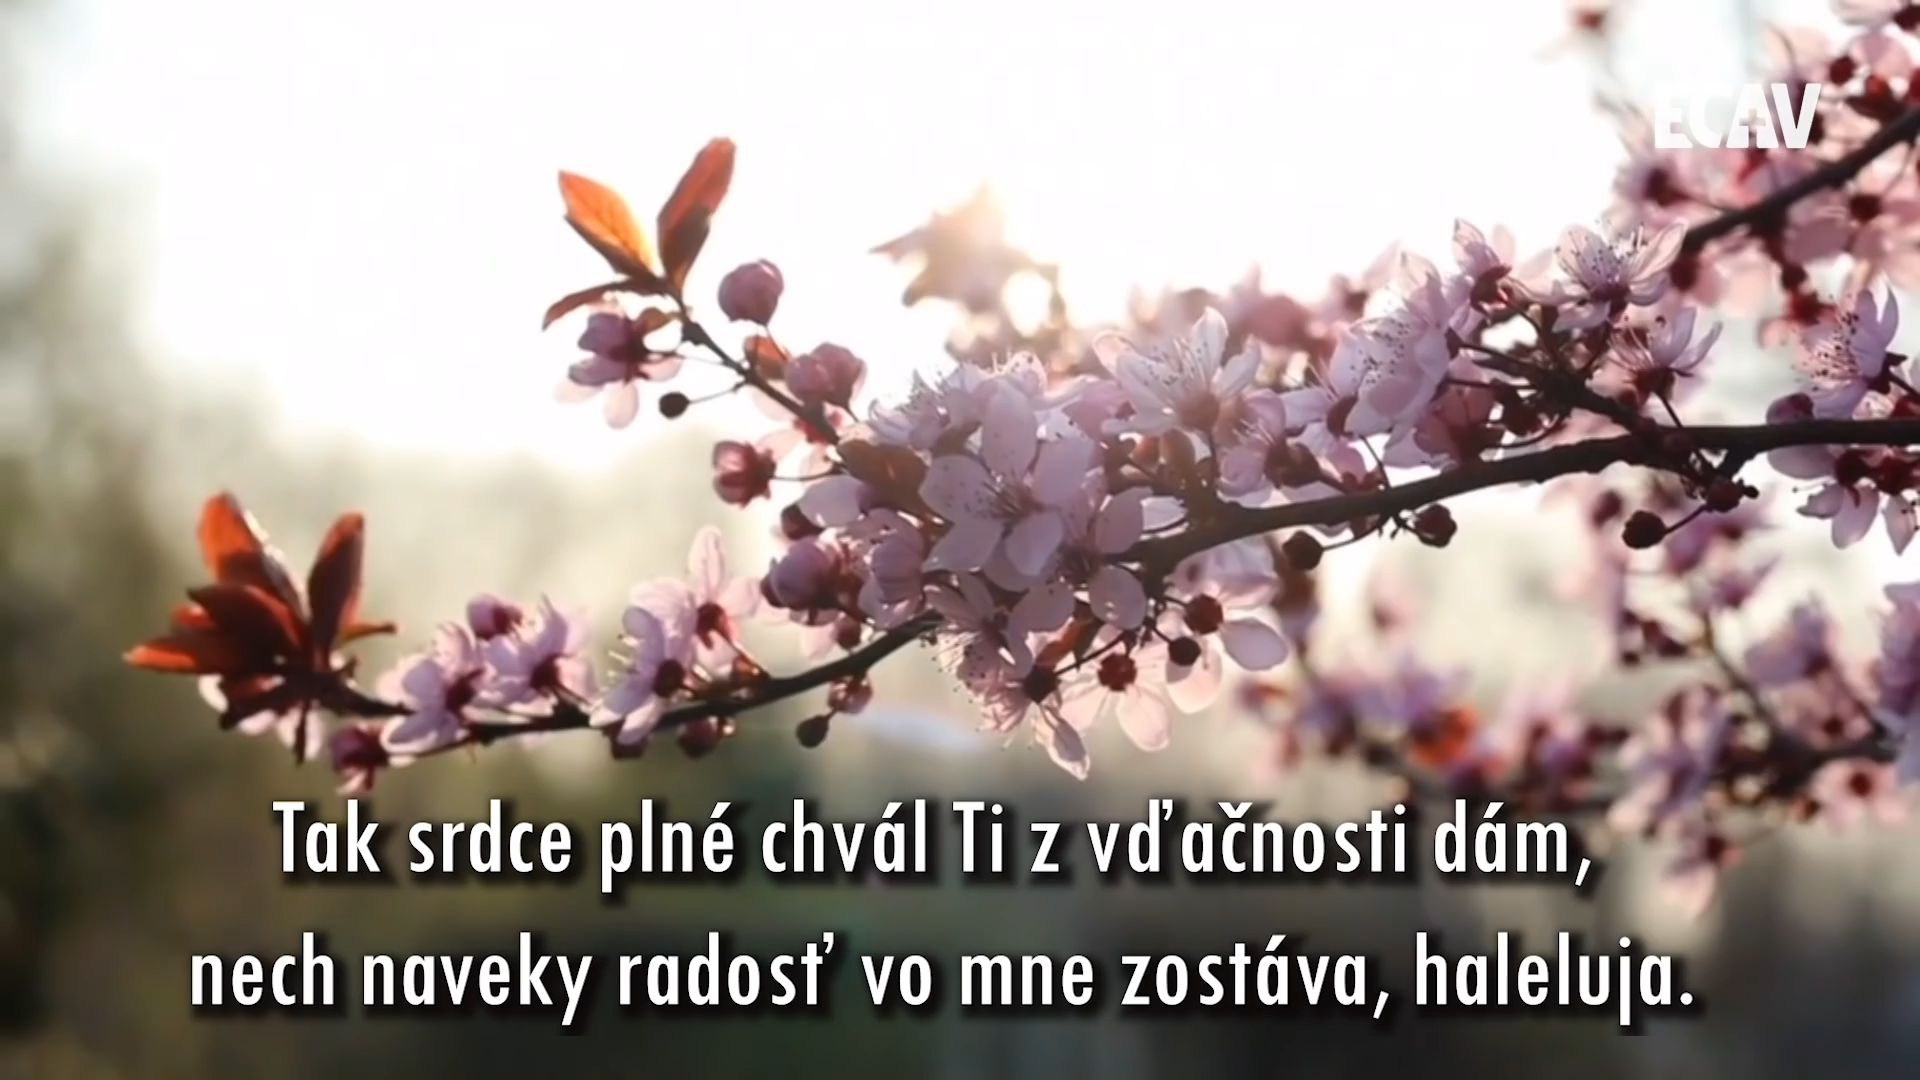 ECAV
Tak srdce plné chvál Ti z vďačnosti dám,
nech naveky radosť vo mne zostáva, haleluja.